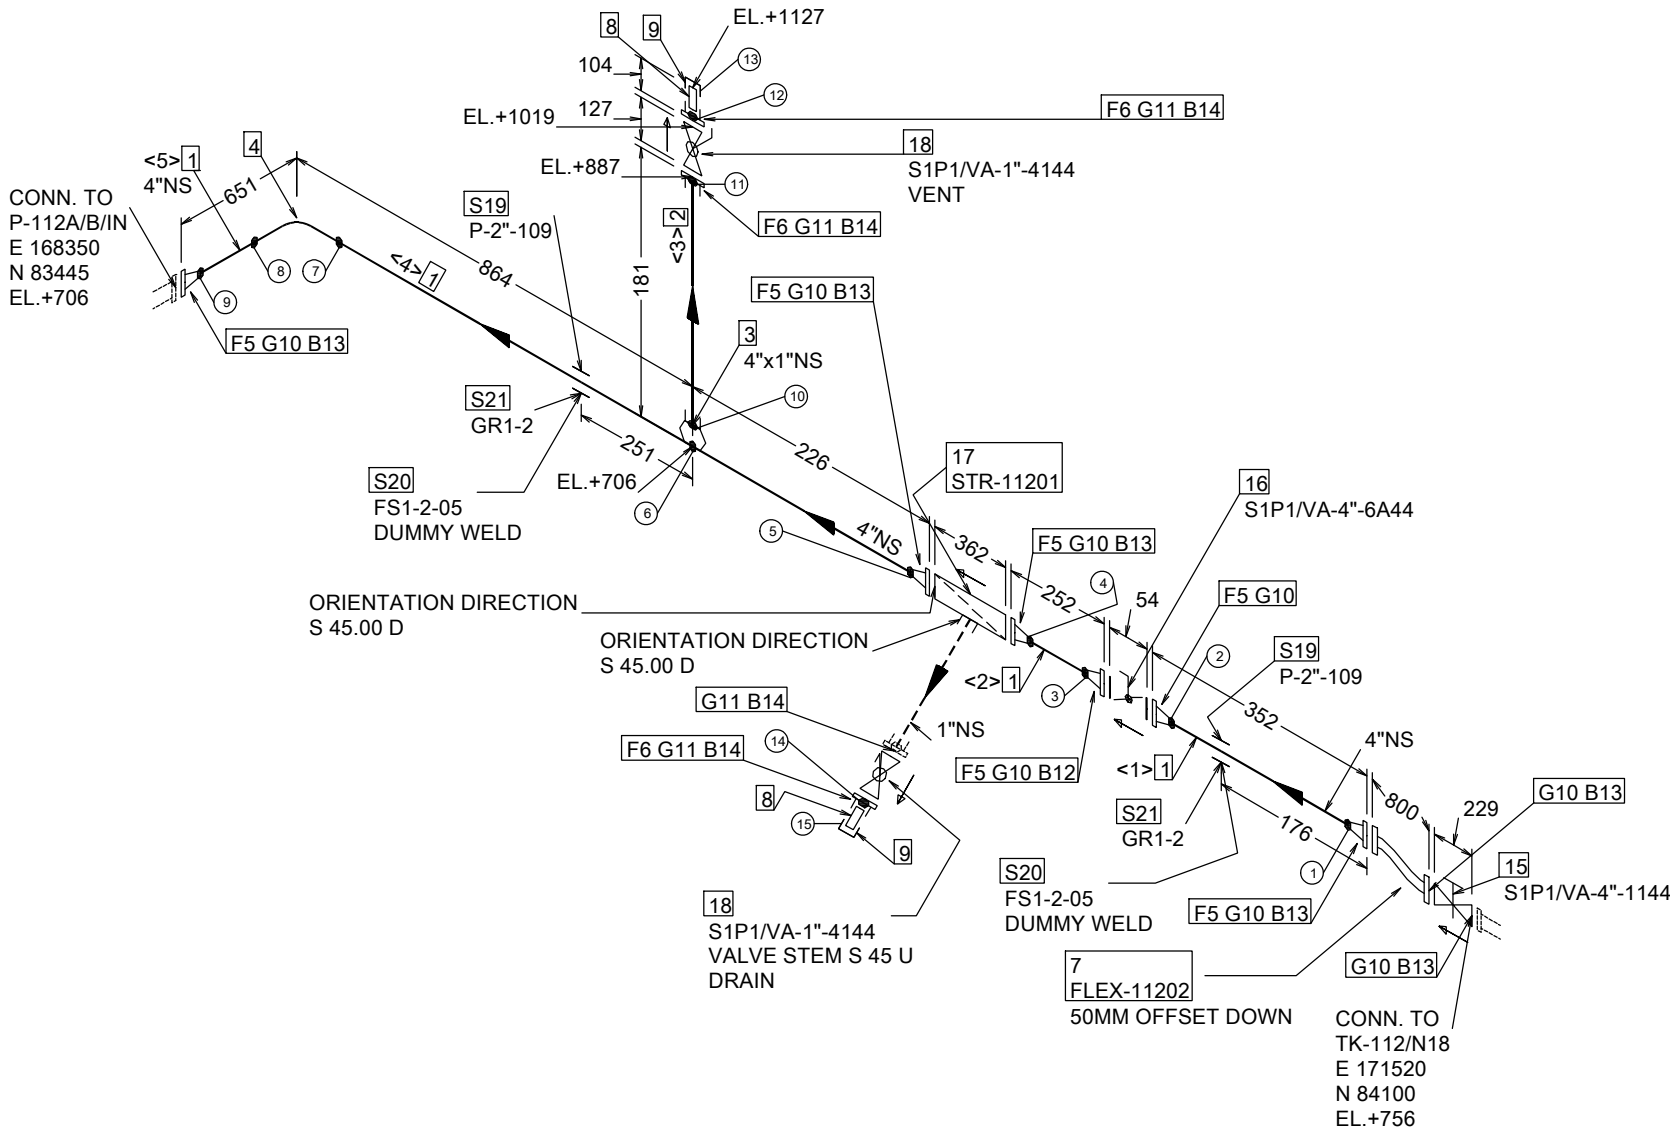 8
9
EL.+1127
104
13
12
127
F6 G11 B14
EL.+1019
18
S1P1/VA-1"-4144
VENT
EL.+887
11
F6 G11 B14
<3> 2
<5> 1
4"NS
4
651
CONN. TO
P-112A/B/IN
E 168350
N 83445
EL.+706
9
8
7
F5 G10 B13
<4> 1
864
S19
P-2"-109
181
F5 G10 B13
3
4"x1"NS
10
S21
GR1-2
251
226
S20
FS1-2-05
DUMMY WELD
EL.+706
6
17
STR-11201
16
S1P1/VA-4"-6A44
5
4"NS
362
F5 G10 B13
4
252
54
F5 G10
ORIENTATION DIRECTION
S 45.00 D
ORIENTATION DIRECTION
S 45.00 D
<2> 1
3
2
S19
P-2"-109
352
G11 B14
1"NS
F6 G11 B14
14
F5 G10 B12
<1> 1
4"NS
G10 B13
800
229
8
15
9
S21
GR1-2
176
1
15
S1P1/VA-4"-1144
S20
FS1-2-05
DUMMY WELD
F5 G10 B13
18
S1P1/VA-1"-4144
VALVE STEM S 45 U
DRAIN
7
FLEX-11202
50MM OFFSET DOWN
G10 B13
CONN. TO
TK-112/N18
E 171520
N 84100
EL.+756